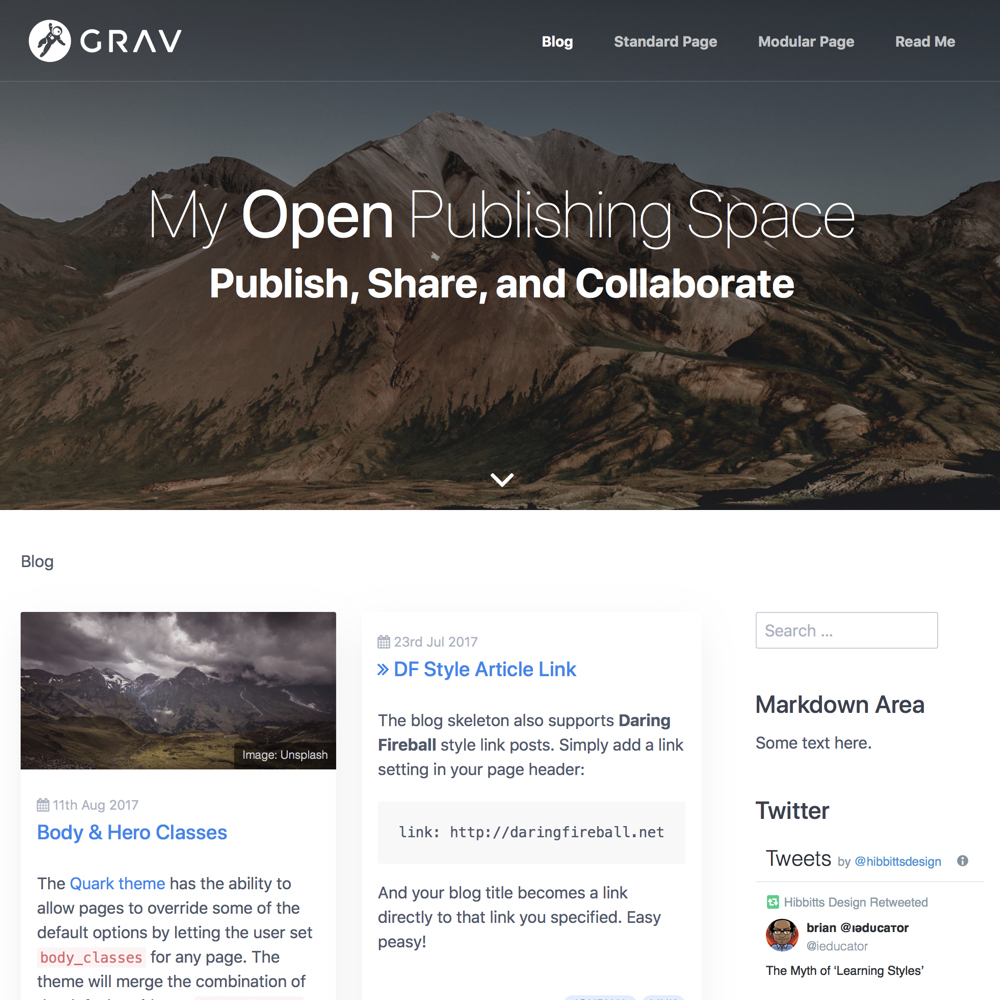 GRAV
Blog Standard Page Modular Page Read Me
My Open Publishing Space
Publish, Share, and Collaborate
Blog
Image: Unsplash
11th Aug 2017
Body & Hero Classes
The Quark theme has the ability to
allow pages to override some of the
default options by letting the user set
body_classes for any page. The
theme will merge the combination of
23rd Jul 2017
» DF Style Article Link
The blog skeleton also supports Daring
Fireball style link posts. Simply add a link
setting in your page header:
link: http://daringfireball.net
And your blog title becomes a link
directly to that link you specified. Easy
peasy!
Search ...
Markdown Area
Some text here.
Twitter
Tweets by @hibbittsdesign
Hibbitts Design Retweeted
brian @ıǝducaтor
@ieducator
The Myth of ‘Learning Styles’